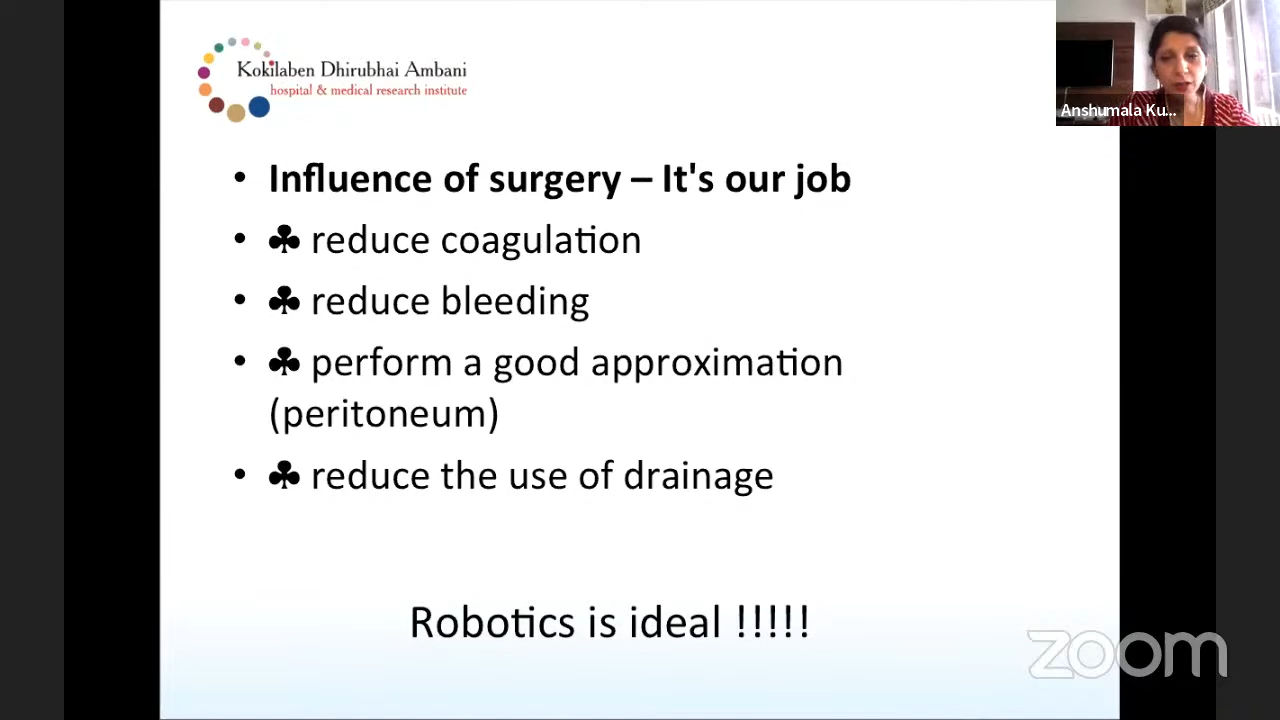 Kokilaben Dhirubhai Ambani
hospital & medical research institute
Anshumala Ku...
• Influence of surgery – It's our job
• ♣ reduce coagulation
• ♣ reduce bleeding
• ♣ perform a good approximation
(peritoneum)
• ♣ reduce the use of drainage
Robotics is ideal !!!!!
zoom